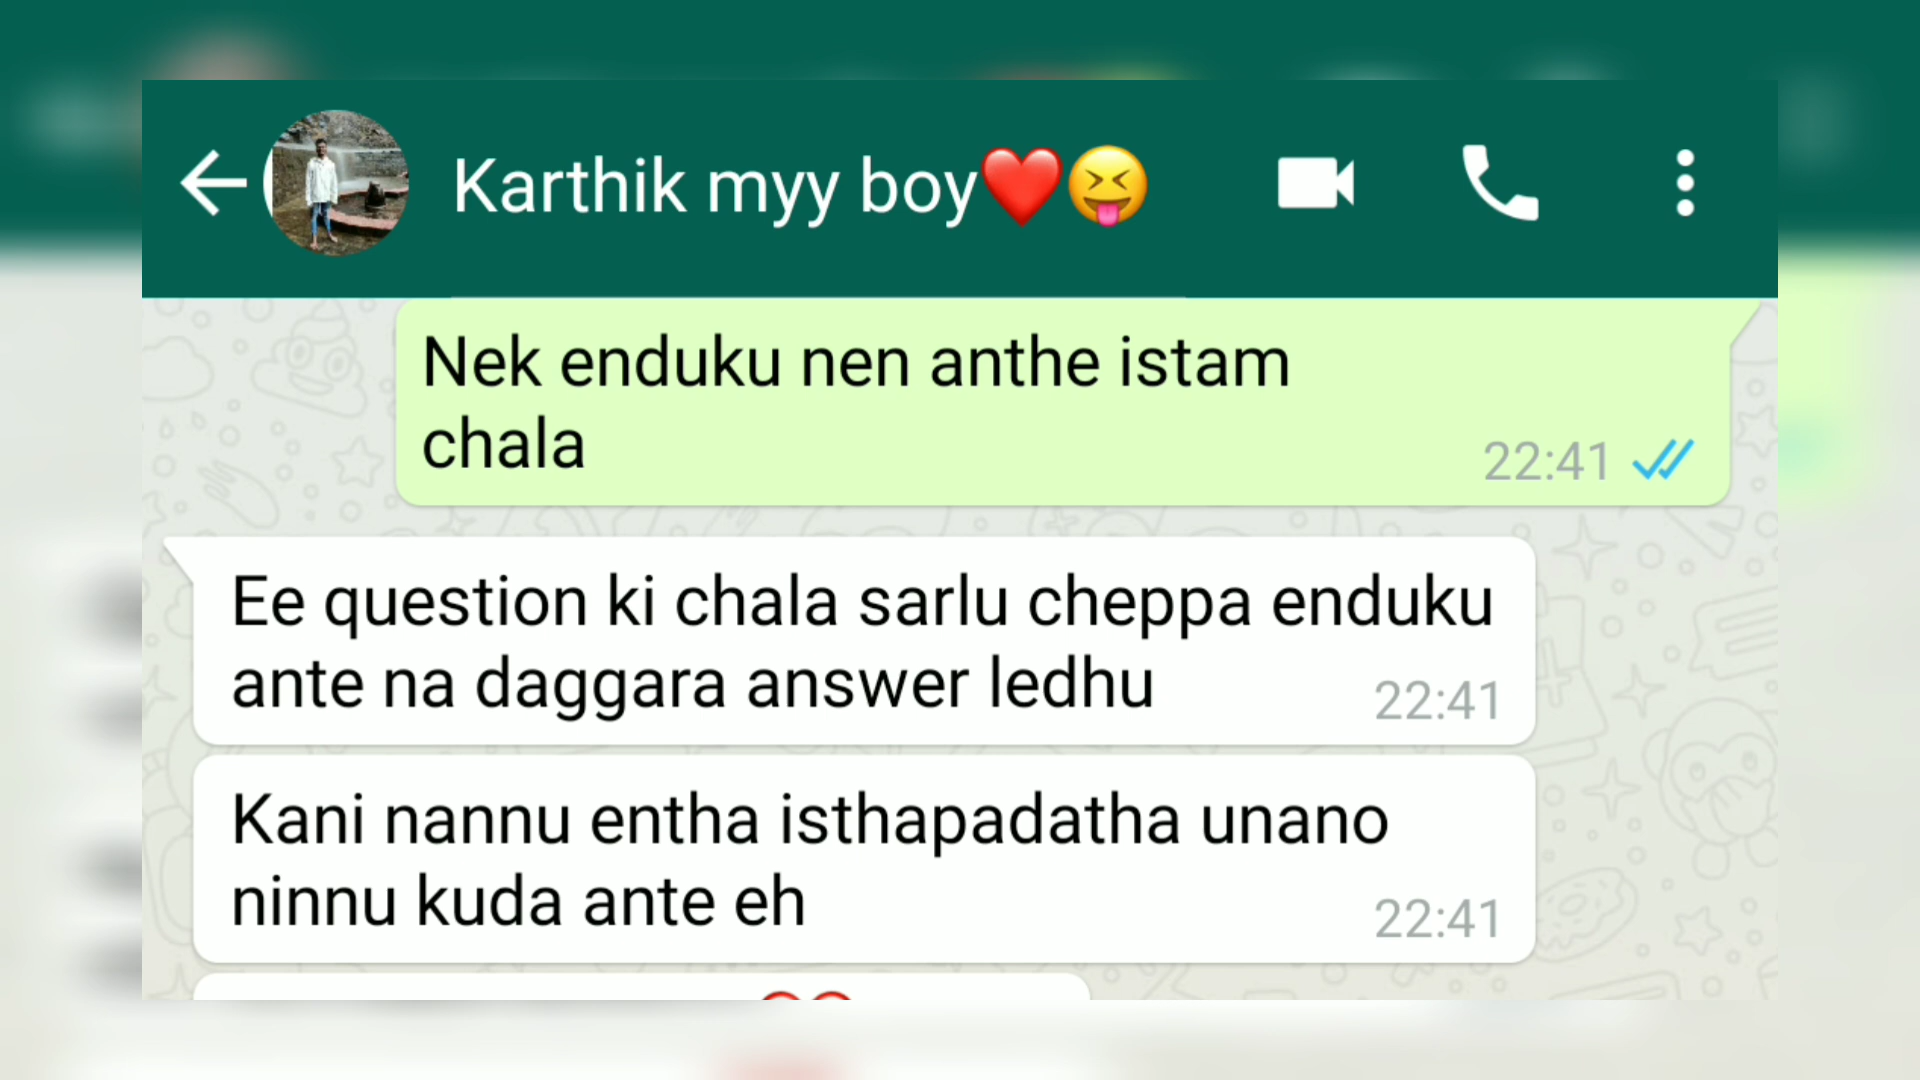 Karthik myy boy❤️😝
Nek enduku nen anthe istam
chala
22:41
Ee question ki chala sarlu cheppa enduku
ante na daggara answer ledhu
22:41
Kani nannu entha isthapadatha unano
ninnu kuda ante eh
22:41